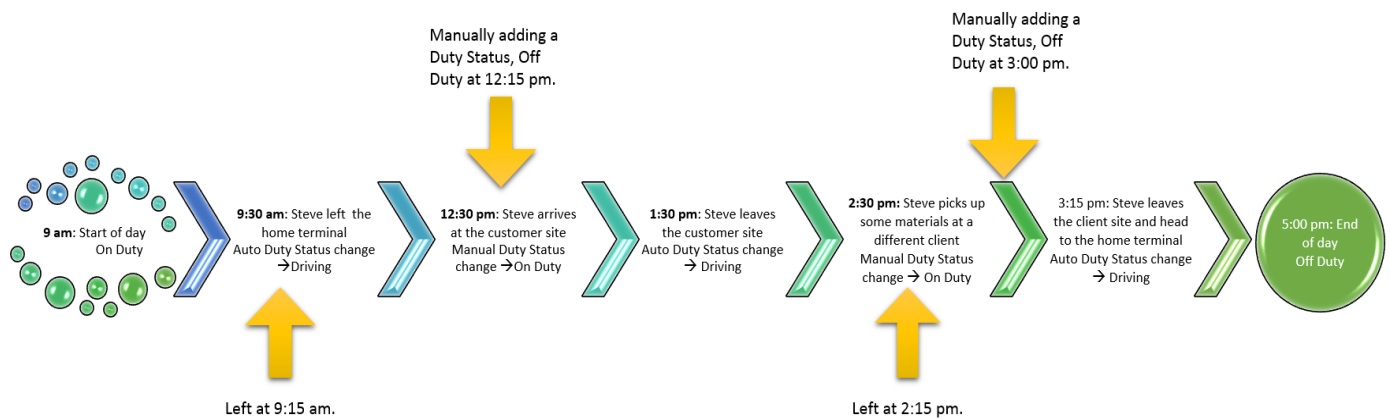 Manually adding a
Duty Status, Off
Duty at 12:15 pm.
Manually adding a
Duty Status, Off
Duty at 3:00 pm.
9 am: Start of day
On Duty
9:30 am: Steve left the
home terminal
Auto Duty Status change
→Driving
12:30 pm: Steve arrives
at the customer site
Manual Duty Status
change →On Duty
1:30 pm: Steve leaves
the customer site
Auto Duty Status change
→ Driving
2:30 pm: Steve picks up
some materials at a
different client
Manual Duty Status
change → On Duty
3:15 pm: Steve leaves
the client site and head
to the home terminal
Auto Duty Status change
→ Driving
5:00 pm: End
of day
Off Duty
Left at 9:15 am.
Left at 2:15 pm.